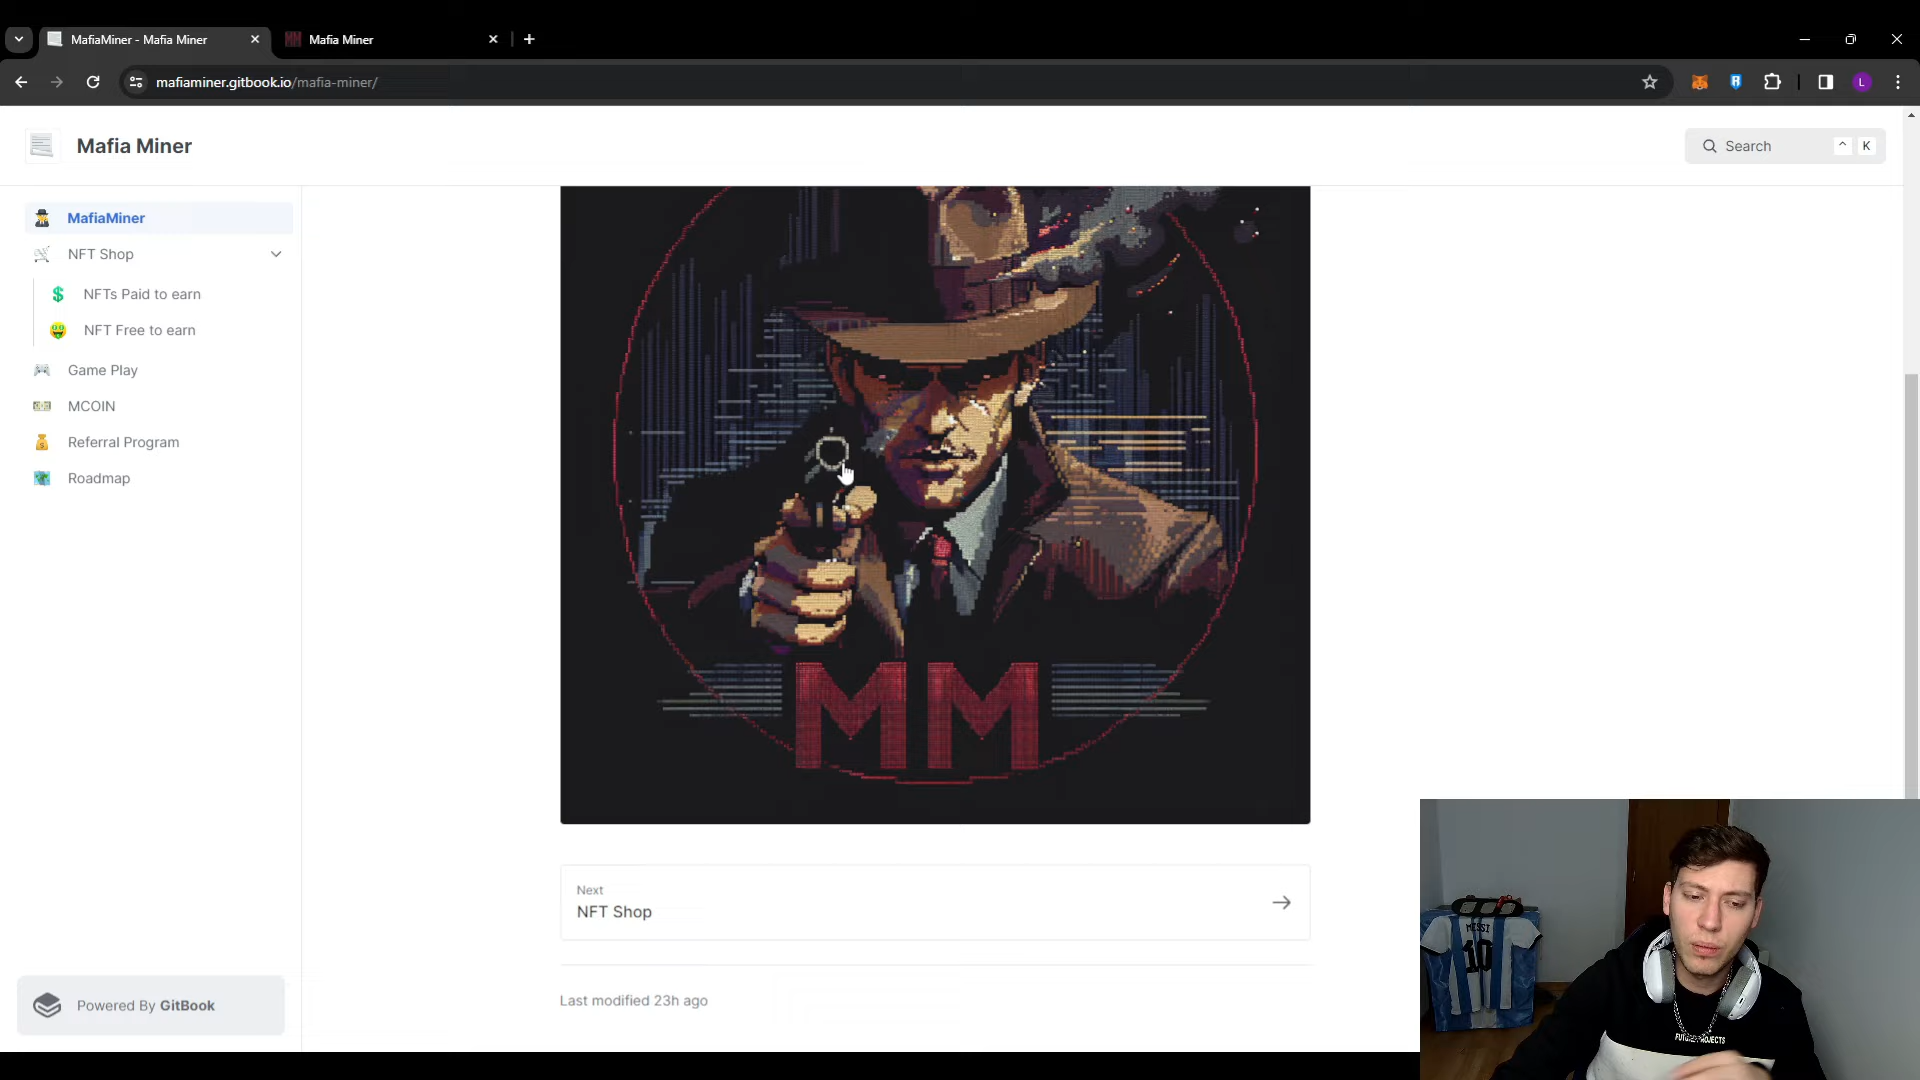 MafiaMiner - Mafia Miner
Mafia Miner
mafiaminer.gitbook.io/mafia-miner/
L
Mafia Miner
Search
^ K
MafiaMiner
NFT Shop
NFTs Paid to earn
NFT Free to earn
Game Play
MCOIN
Referral Program
Roadmap
MM
Next
NFT Shop
Last modified 23h ago
Powered By GitBook
MESSI
10